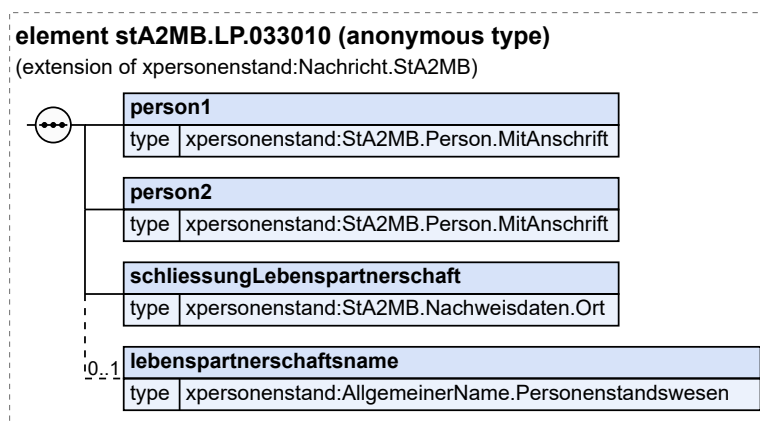 element stA2MB.LP.033010 (anonymous type)
(extension of xpersonenstand:Nachricht.StA2MB)
person1
type xpersonenstand:StA2MB.Person.MitAnschrift
person2
type xpersonenstand:StA2MB.Person.MitAnschrift
schliessungLebenspartnerschaft
type xpersonenstand:StA2MB.Nachweisdaten.Ort
0..1 lebenspartnerschaftsname
type xpersonenstand:AllgemeinerName.Personenstandswesen